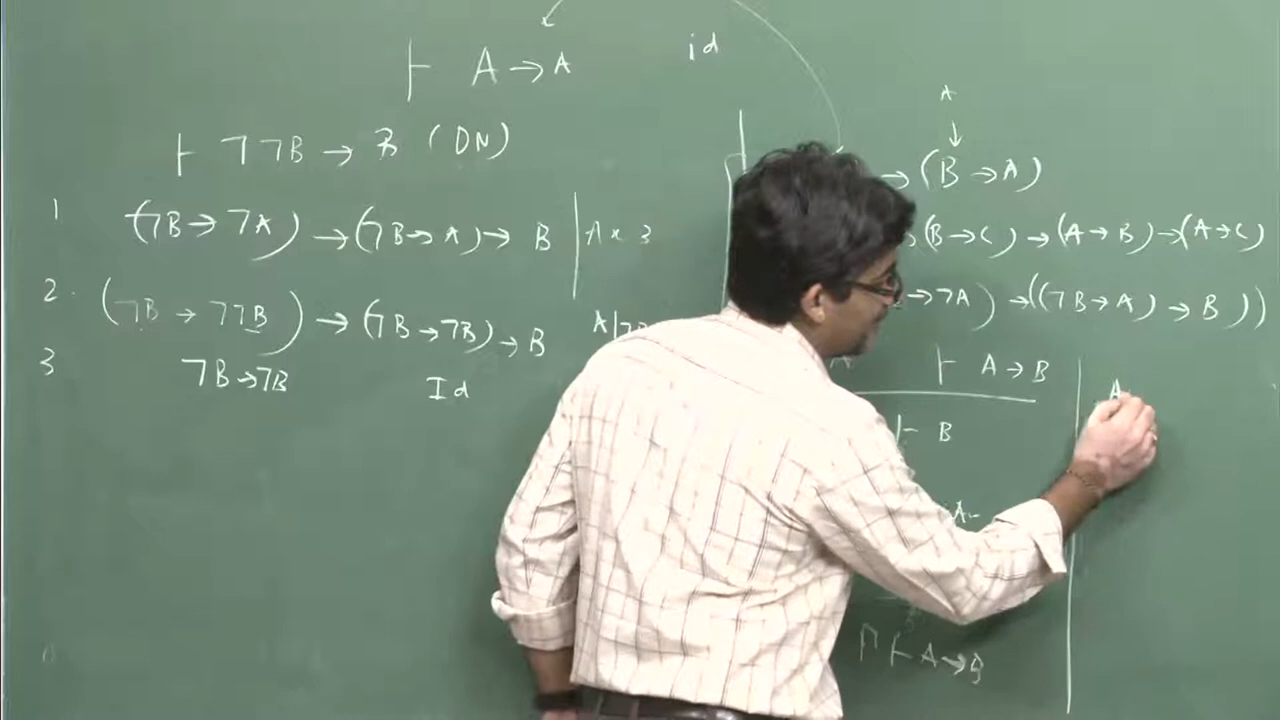 ⊢ A → A
id
⊢ ¬¬B → B (DN)
1 (¬B → ¬A) → (¬B → A) → B | Ax 3
2. (¬B → ¬¬B) → (¬B → ¬B) → B A/¬B
3 ¬B → ¬B Id
A
→ (B → A)
(B → C) → (A → B) → (A → C)
→ ¬A) → ((¬B → A) → B))
⊢ A → B
⊢ B
A
Γ ⊢ A → B
A